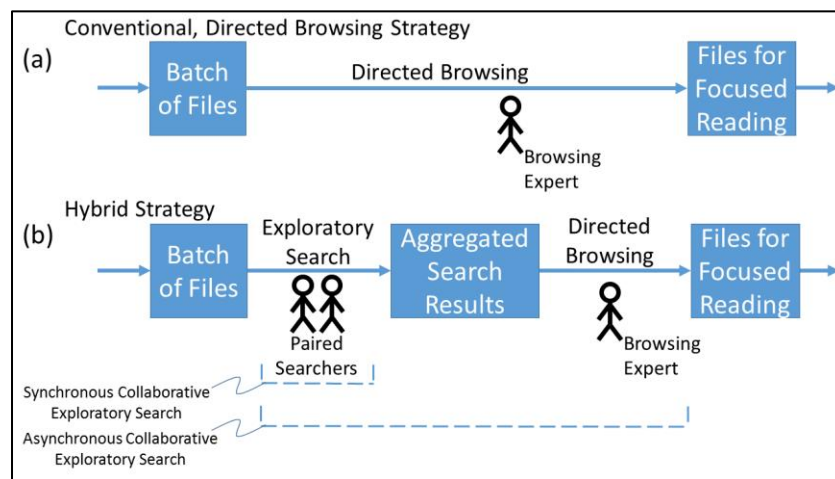 Conventional, Directed Browsing Strategy
(a)
Batch
of Files
Directed Browsing
Browsing
Expert
Files for
Focused
Reading
Hybrid Strategy
(b)
Batch
of Files
Exploratory
Search
Paired
Searchers
Aggregated
Search
Results
Directed
Browsing
Browsing
Expert
Files for
Focused
Reading
Synchronous Collaborative
Exploratory Search
Asynchronous Collaborative
Exploratory Search